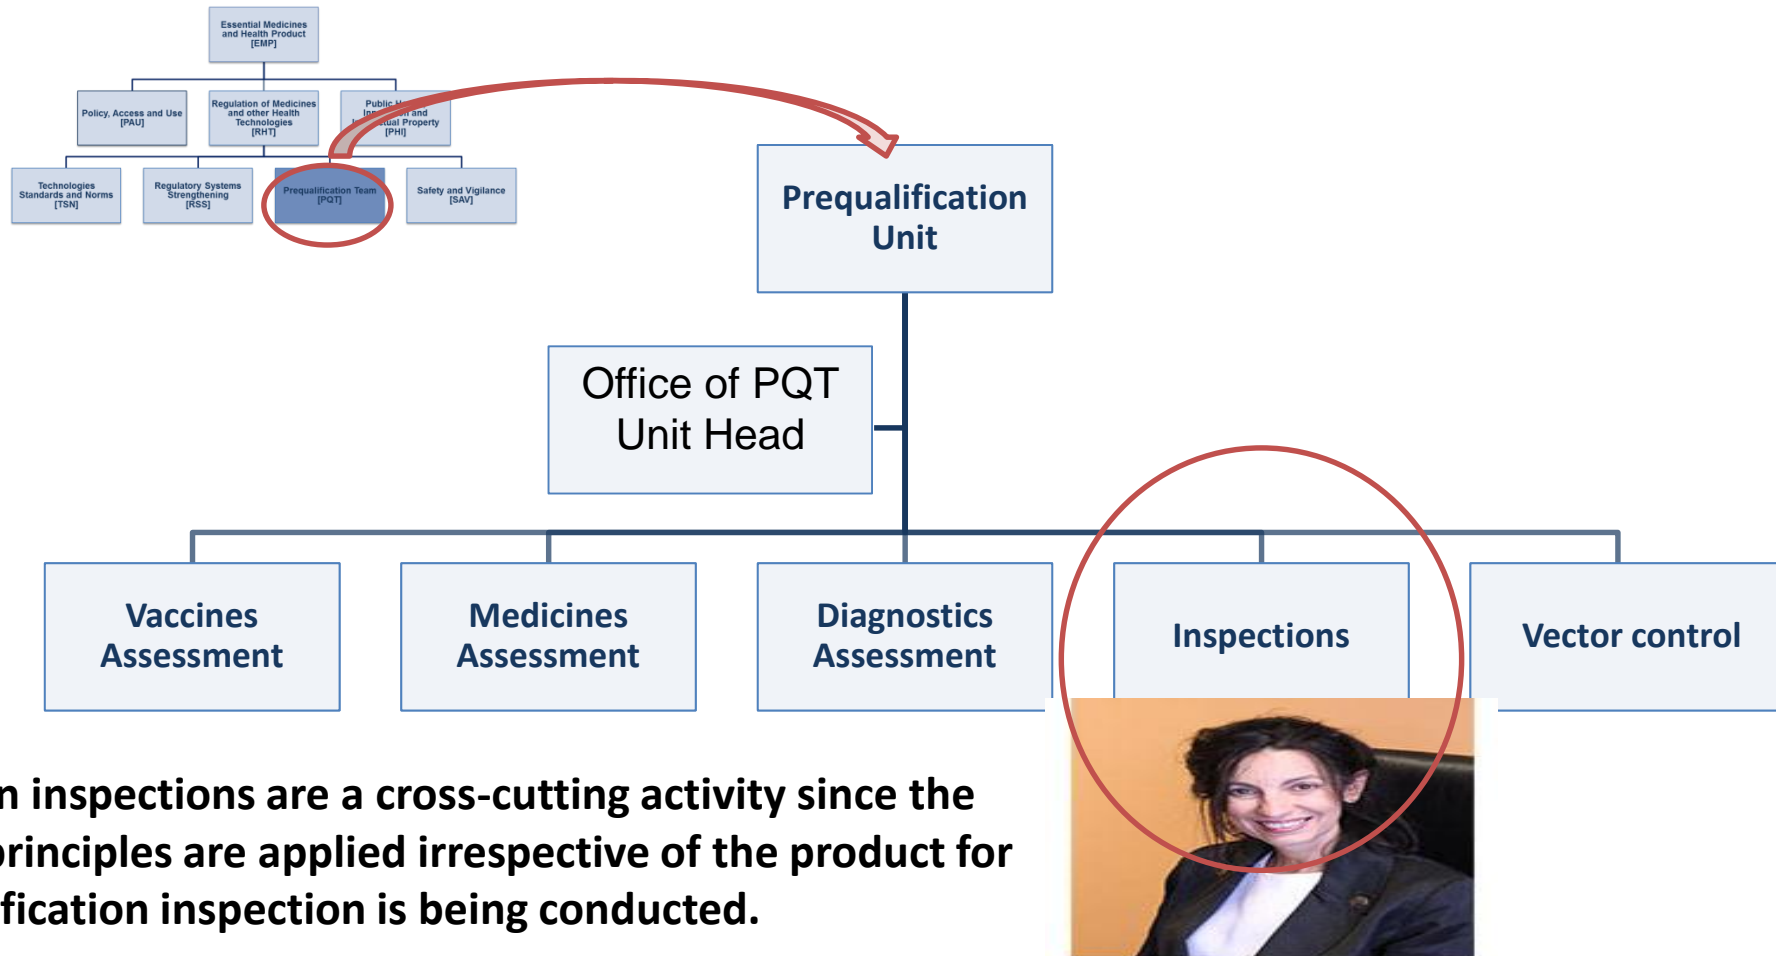 Essential Medicines
and Health Product
[EMP]
Policy, Access and Use
[PAU]
Regulation of Medicines
and other Health
Technologies
[RHT]
Public
and
Property
[PHI]
Technologies
Standards and Norms
[TSN]
Regulatory Systems
Strengthening
[RSS]
Prequalification Team
[PQT]
Safety and Vigilance
[SAV]
Prequalification
Unit
Office of PQT
Unit Head
Vaccines
Assessment
Medicines
Assessment
Diagnostics
Assessment
Inspections
Vector control
n inspections are a cross-cutting activity since the
principles are applied irrespective of the product for
fication inspection is being conducted.